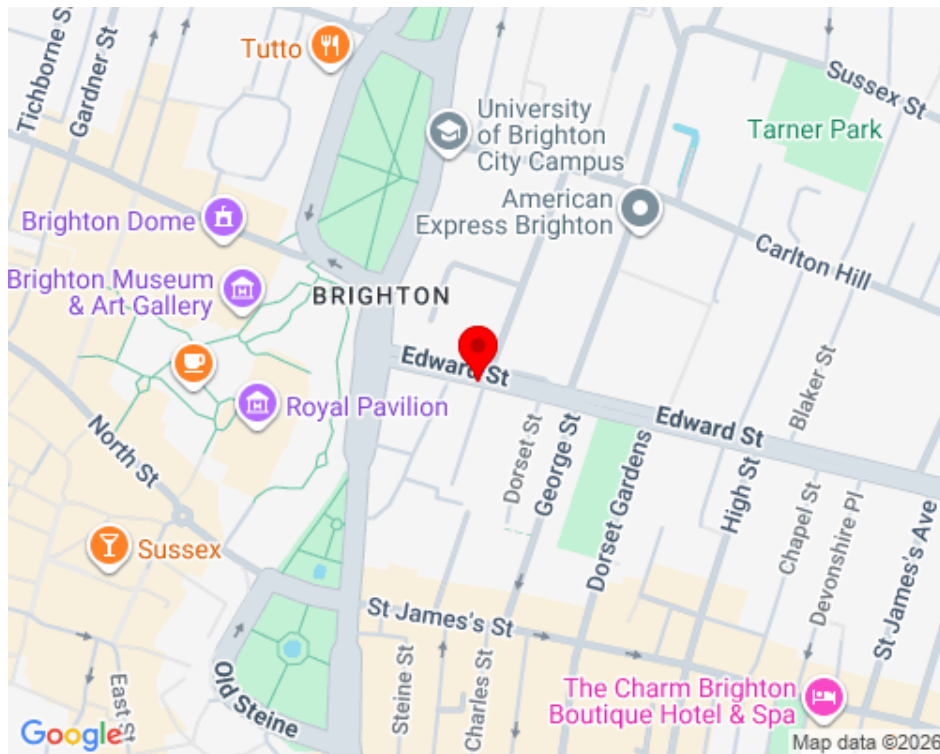 Tichborne St
Gardner St
Tutto
University
of Brighton
City Campus
Sussex St
Tarner Park
American
Express Brighton
Brighton Dome
Carlton Hill
Brighton Museum
& Art Gallery
BRIGHTON
Edward St
Royal Pavilion
Blaker St
Edward St
North St
Dorset St
George St
Dorset Gardens
High St
Chapel St
Devonshire Pl
St James's Ave
Sussex
St James's St
Old Steine
Steine St
Charles St
East St
The Charm Brighton
Boutique Hotel & Spa
Google
Map data ©2026